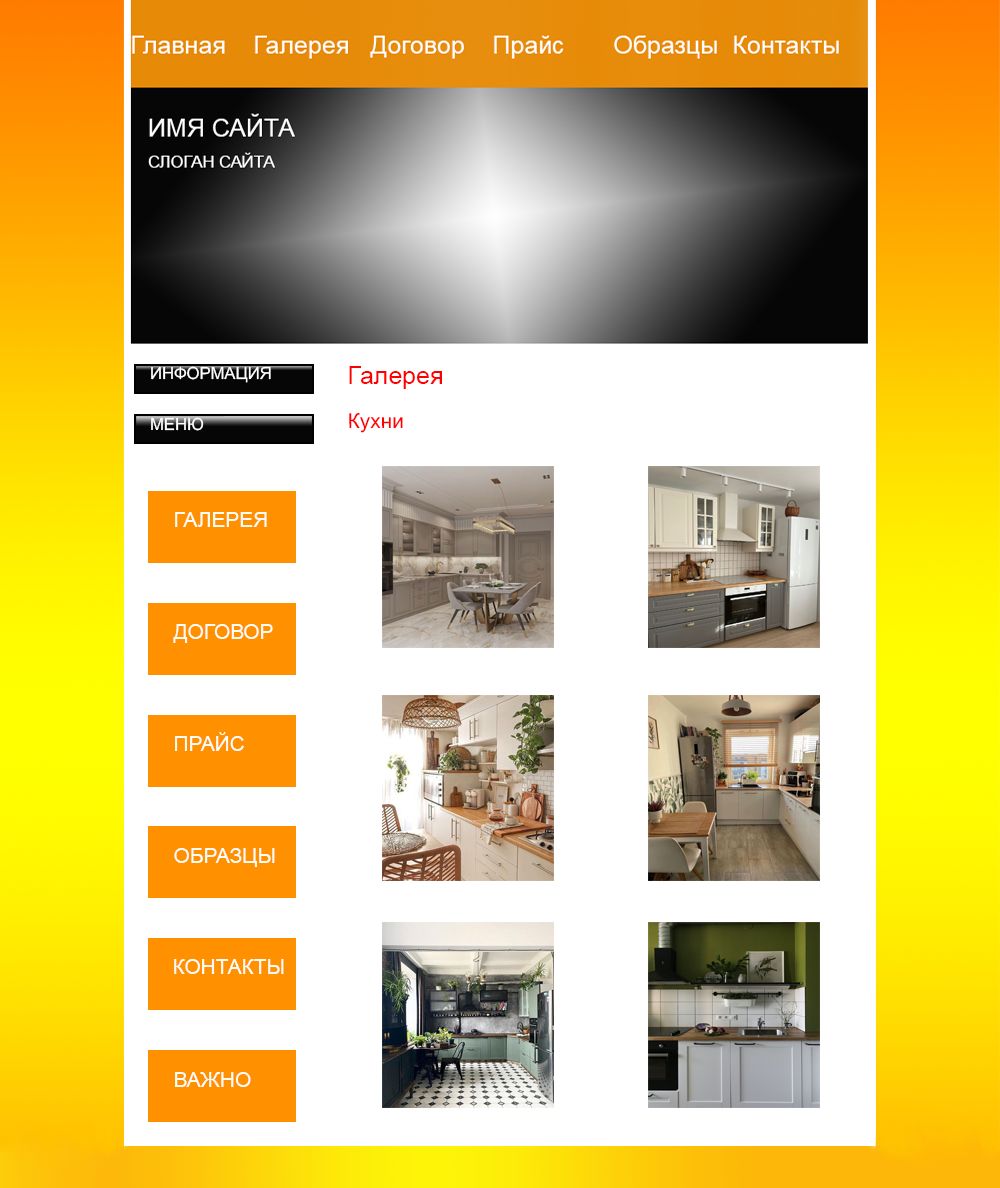 Главная Галерея Договор Прайс Образцы Контакты
ИМЯ САЙТА
СЛОГАН САЙТА
ИНФОРМАЦИЯ
МЕНЮ
ГАЛЕРЕЯ
ДОГОВОР
ПРАЙС
ОБРАЗЦЫ
КОНТАКТЫ
ВАЖНО
Галерея
Кухни